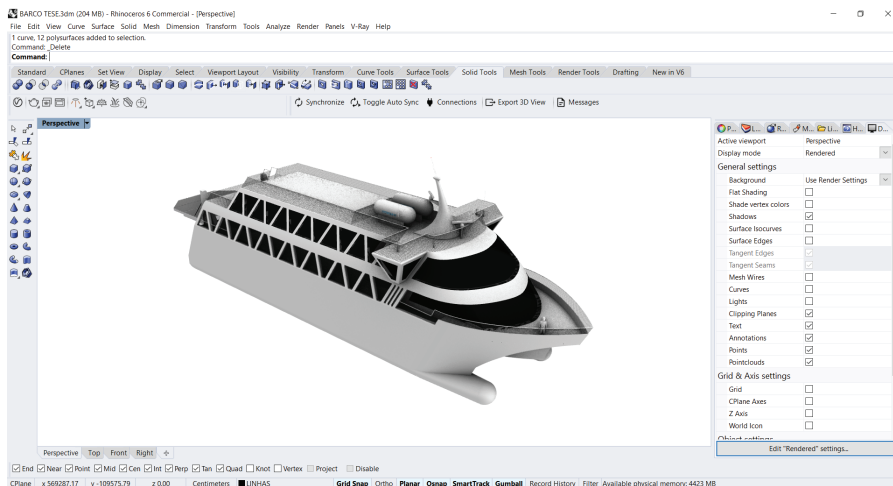 BARCO TESE.3dm (204 MB) - Rhinoceros 6 Commercial - [Perspective]
File Edit View Curve Surface Solid Mesh Dimension Transform Tools Analyze Render Panels V-Ray Help
1 curve, 12 polysurfaces added to selection.
Command: _Delete
Command:
Standard CPlanes Set View Display Select Viewport Layout Visibility Transform Curve Tools Surface Tools Solid Tools Mesh Tools Render Tools Drafting New in V6
Synchronize Toggle Auto Sync Connections Export 3D View Messages
Perspective
P... L... R... M... Li... H... D...
Active viewport Perspective
Display mode Rendered
General settings
Background Use Render Settings
Flat Shading
Shade vertex colors
Shadows
Surface Isocurves
Surface Edges
Tangent Edges
Tangent Seams
Mesh Wires
Curves
Lights
Clipping Planes
Text
Annotations
Points
Pointclouds
Grid & Axis settings
Grid
CPlane Axes
Z Axis
World Icon
Object settings
Edit "Rendered" settings...
Perspective Top Front Right
End Near Point Mid Cen Int Perp Tan Quad Knot Vertex Project Disable
CPlane x 569287.17 y -109575.79 z 0.00 Centimeters LINHAS Grid Snap Ortho Planar Osnap SmartTrack Gumball Record History Filter Available physical memory: 4423 MB